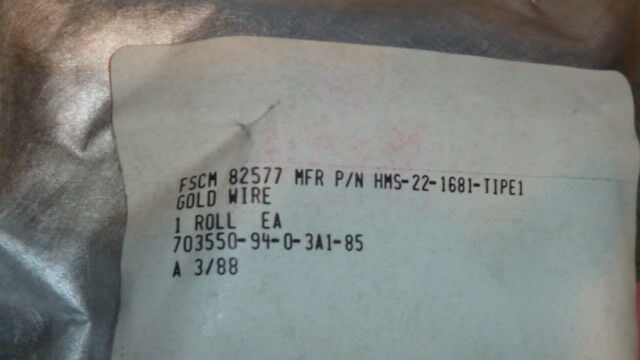 FSCM 82577 MFR P/N HMS-22-1681-TIPE1
GOLD WIRE
1 ROLL EA
703550-94-0-3A1-85
A 3/88